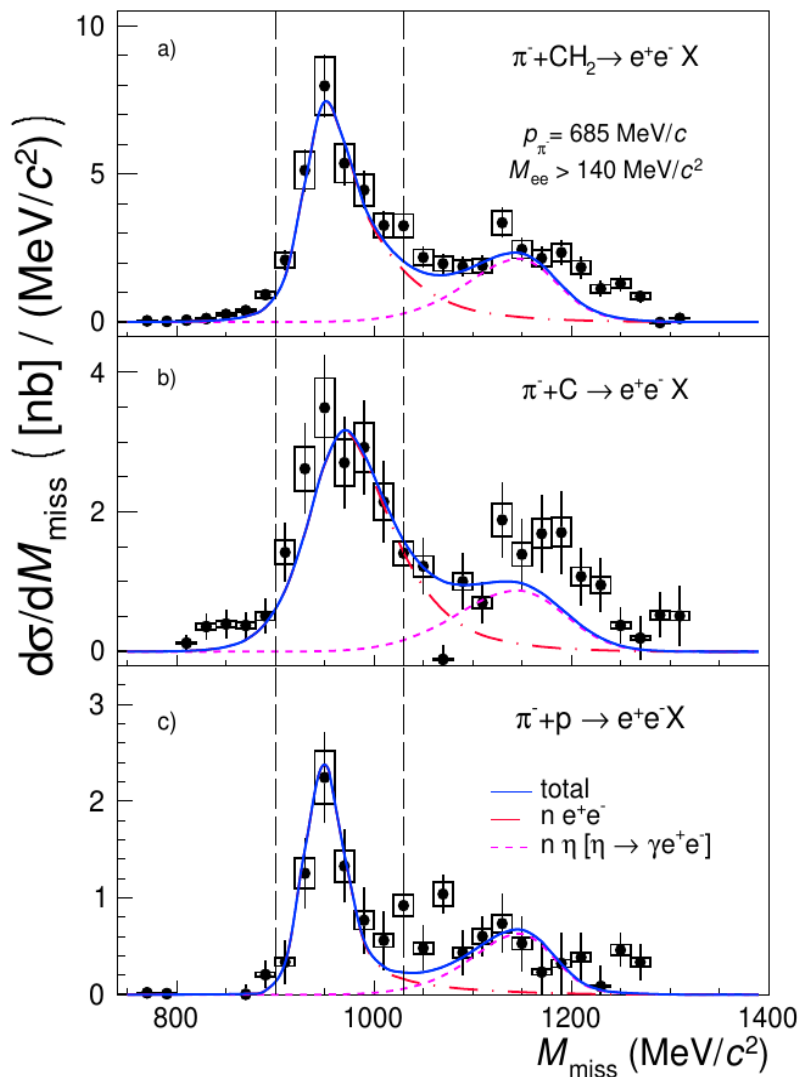 dσ/dM_miss ( [nb] / (MeV/c²) )
10
a)
π⁻+CH₂→ e⁺e⁻ X
p_π⁻ = 685 MeV/c
M_ee > 140 MeV/c²
5
0
4
b)
π⁻+C → e⁺e⁻ X
2
0
3
c)
π⁻+p → e⁺e⁻X
total
n e⁺e⁻
n η [η → γe⁺e⁻]
2
1
0
800
1000
1200
1400
M_miss (MeV/c²)